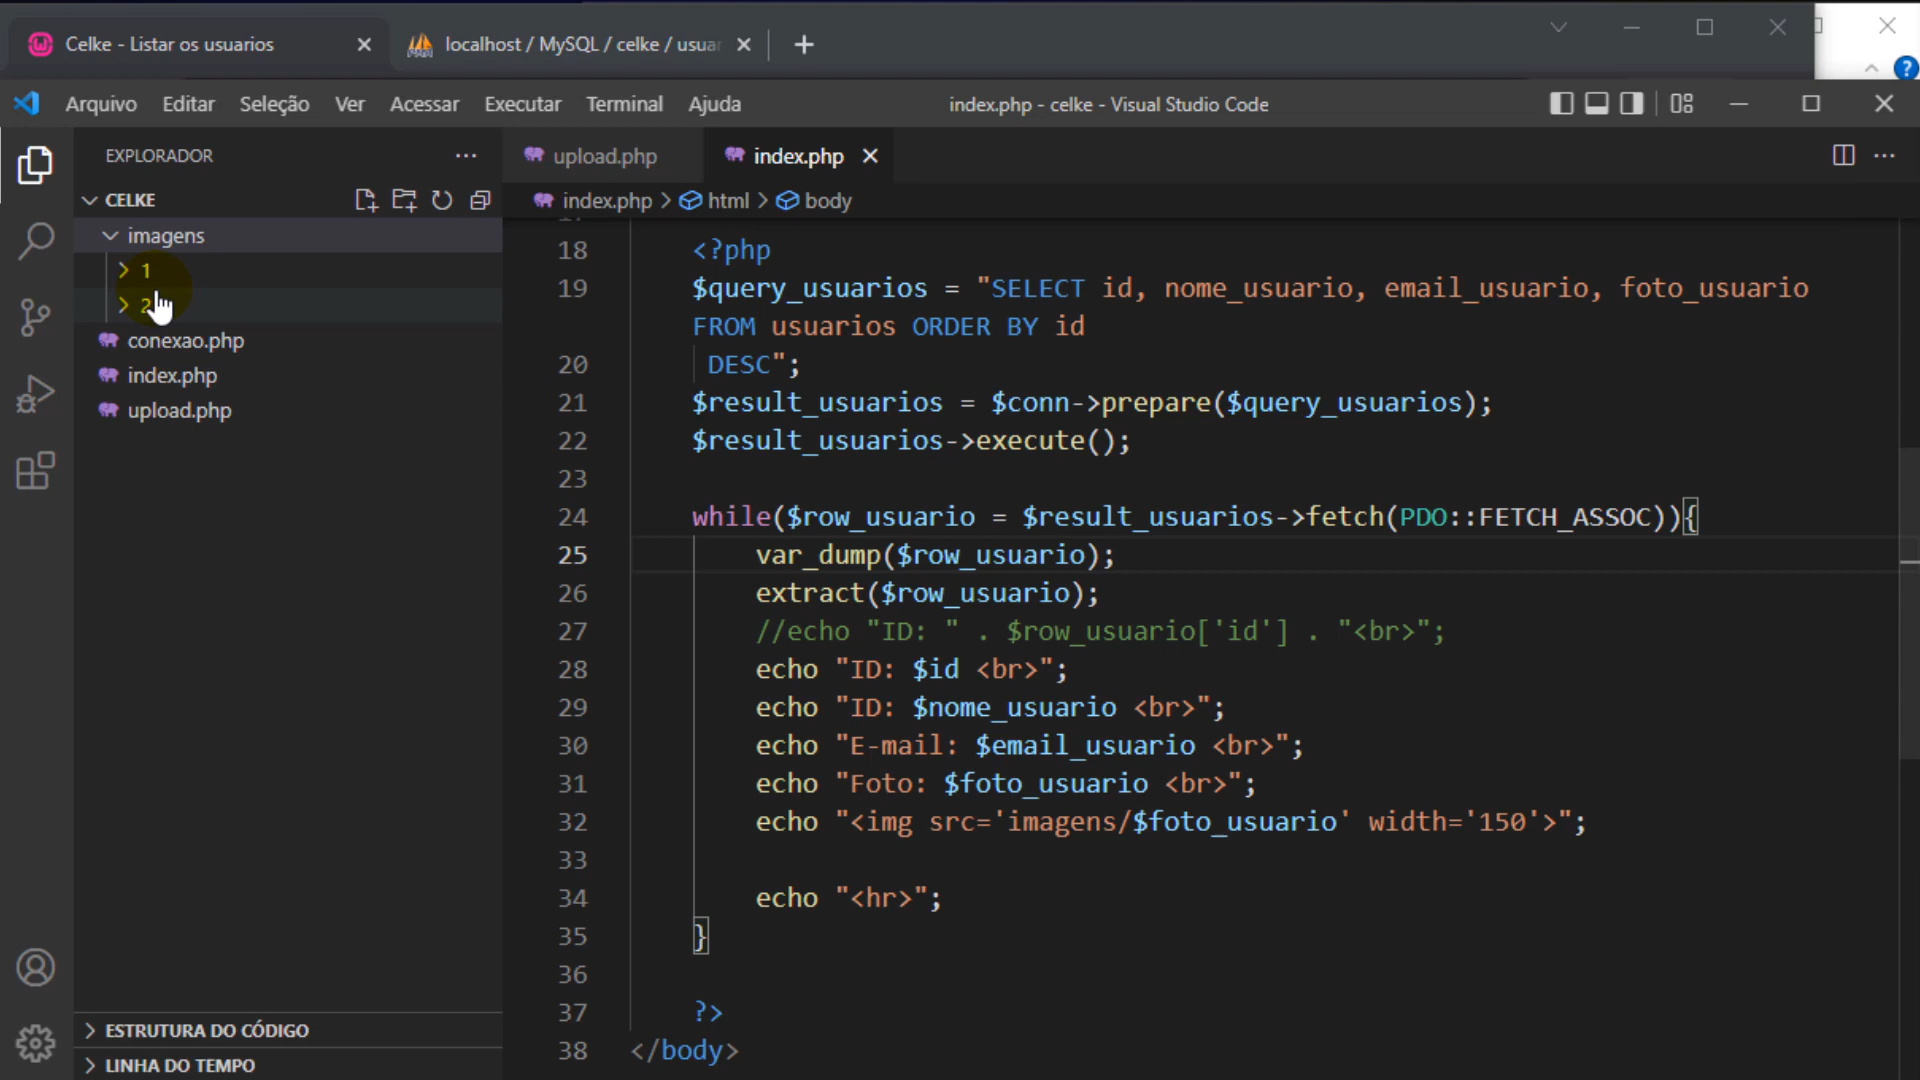 Celke - Listar os usuarios
localhost / MySQL / celke / usuar
Arquivo Editar Seleção Ver Acessar Executar Terminal Ajuda
index.php - celke - Visual Studio Code
EXPLORADOR
upload.php
index.php
CELKE
index.php > html > body
imagens
1
2
conexao.php
index.php
upload.php
18 <?php
19 $query_usuarios = "SELECT id, nome_usuario, email_usuario, foto_usuario
FROM usuarios ORDER BY id
20 DESC";
21 $result_usuarios = $conn->prepare($query_usuarios);
22 $result_usuarios->execute();
23
24 while($row_usuario = $result_usuarios->fetch(PDO::FETCH_ASSOC)){
25 var_dump($row_usuario);
26 extract($row_usuario);
27 //echo "ID: " . $row_usuario['id'] . "<br>";
28 echo "ID: $id <br>";
29 echo "ID: $nome_usuario <br>";
30 echo "E-mail: $email_usuario <br>";
31 echo "Foto: $foto_usuario <br>";
32 echo "<img src='imagens/$foto_usuario' width='150'>";
33
34 echo "<hr>";
35 }
36
37 ?>
38 </body>
ESTRUTURA DO CÓDIGO
LINHA DO TEMPO